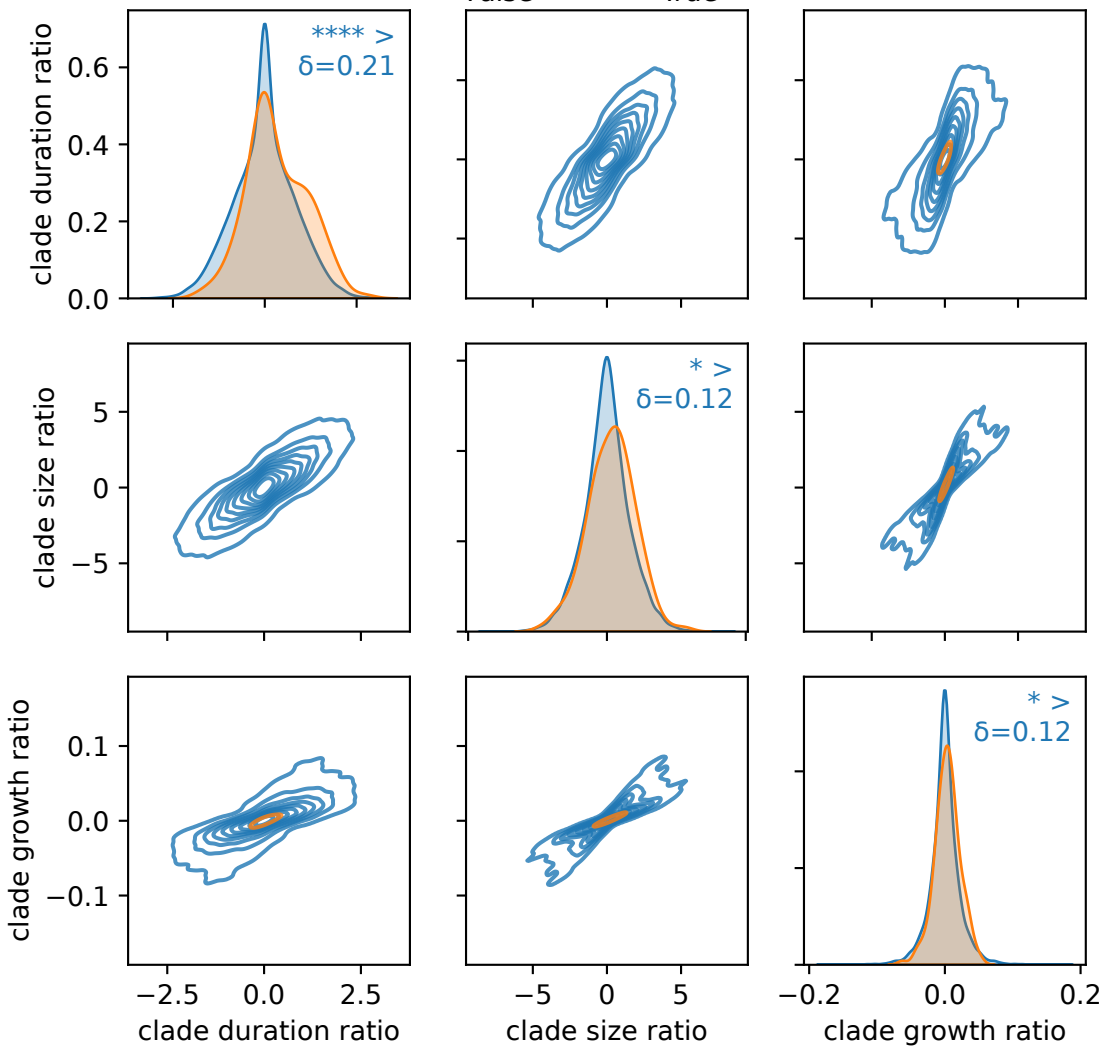 clade duration ratio
0.6
0.4
0.2
0.0
**** >
δ=0.21
clade size ratio
5
0
−5
* >
δ=0.12
clade growth ratio
0.1
0.0
−0.1
* >
δ=0.12
−2.5 0.0 2.5
−5 0 5
−0.2 0.0 0.2
clade duration ratio
clade size ratio
clade growth ratio